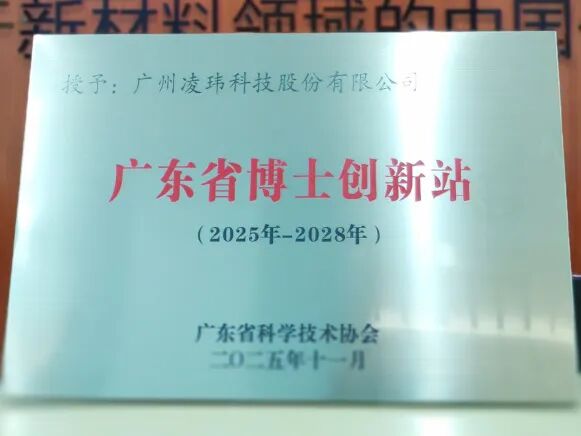 新材料领域的中国
授予：广州凌玮科技股份有限公司
广东省博士创新站
（2025年-2028年）
广东省科学技术协会
二〇二五年十一月